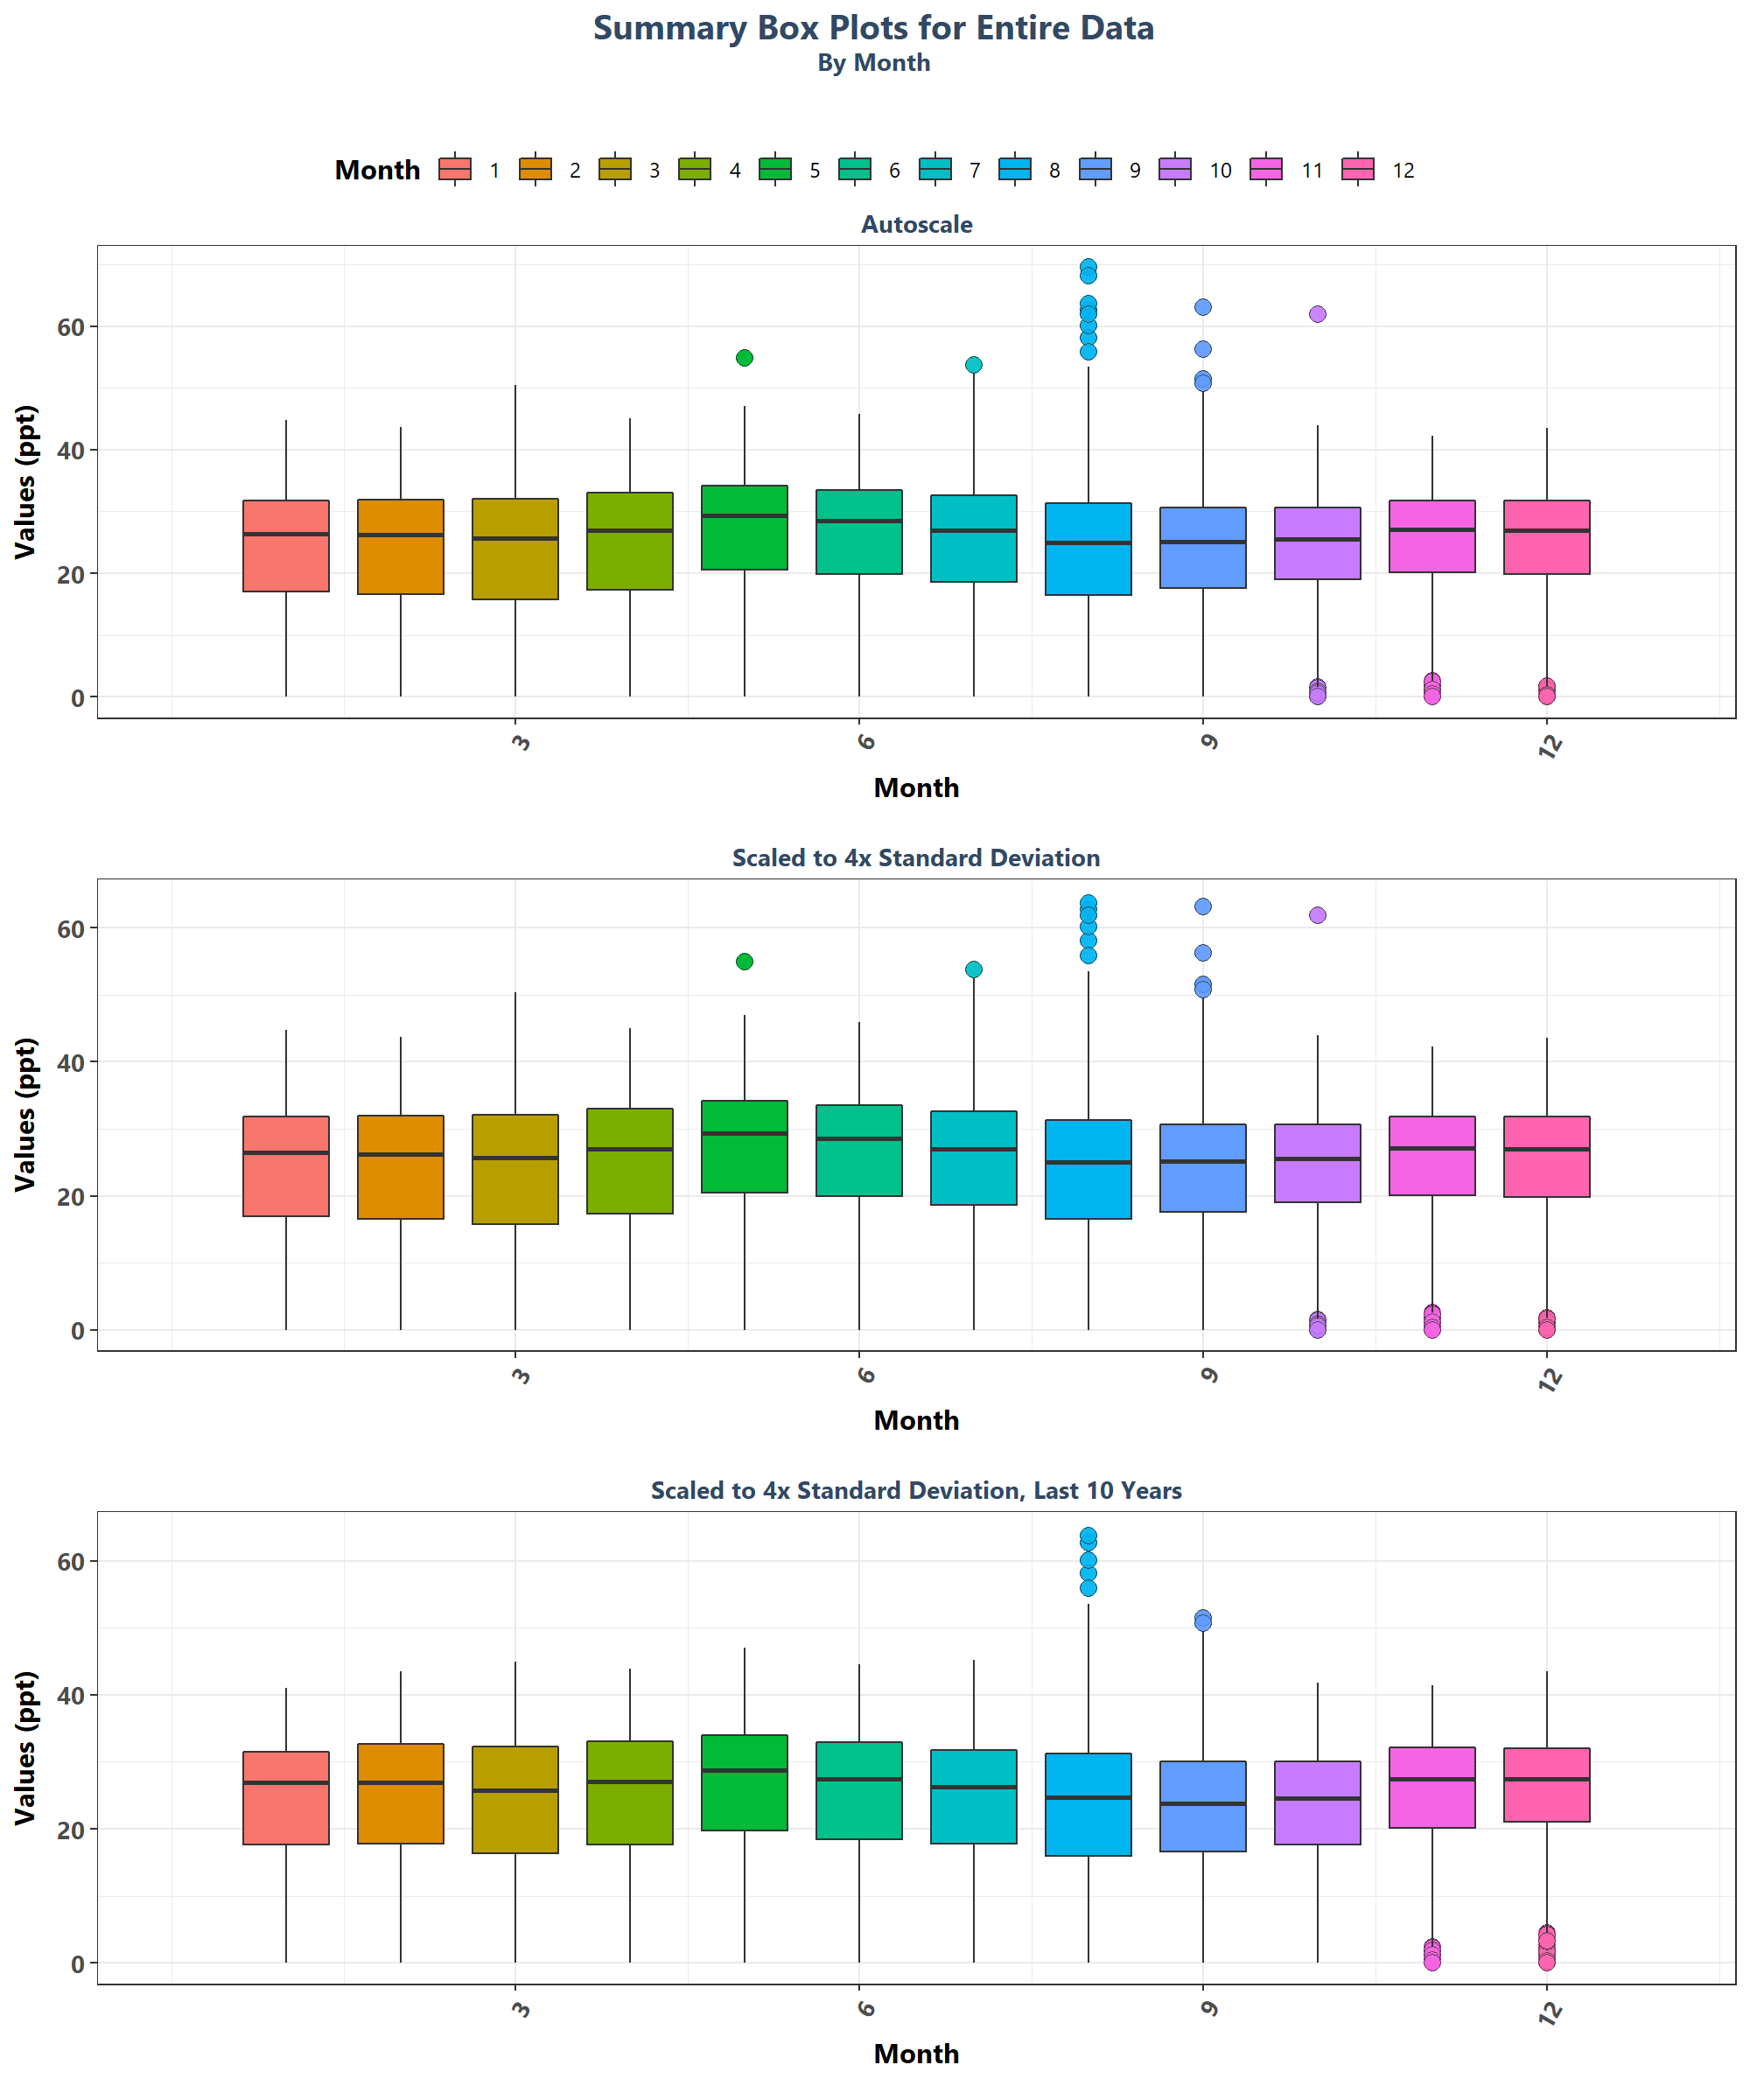 Summary Box Plots for Entire Data
By Month
Month 1 2 3 4 5 6 7 8 9 10 11 12
Autoscale
Values (ppt)
60
40
20
0
3 6 9 12
Month
Scaled to 4x Standard Deviation
Values (ppt)
60
40
20
0
3 6 9 12
Month
Scaled to 4x Standard Deviation, Last 10 Years
Values (ppt)
60
40
20
0
3 6 9 12
Month